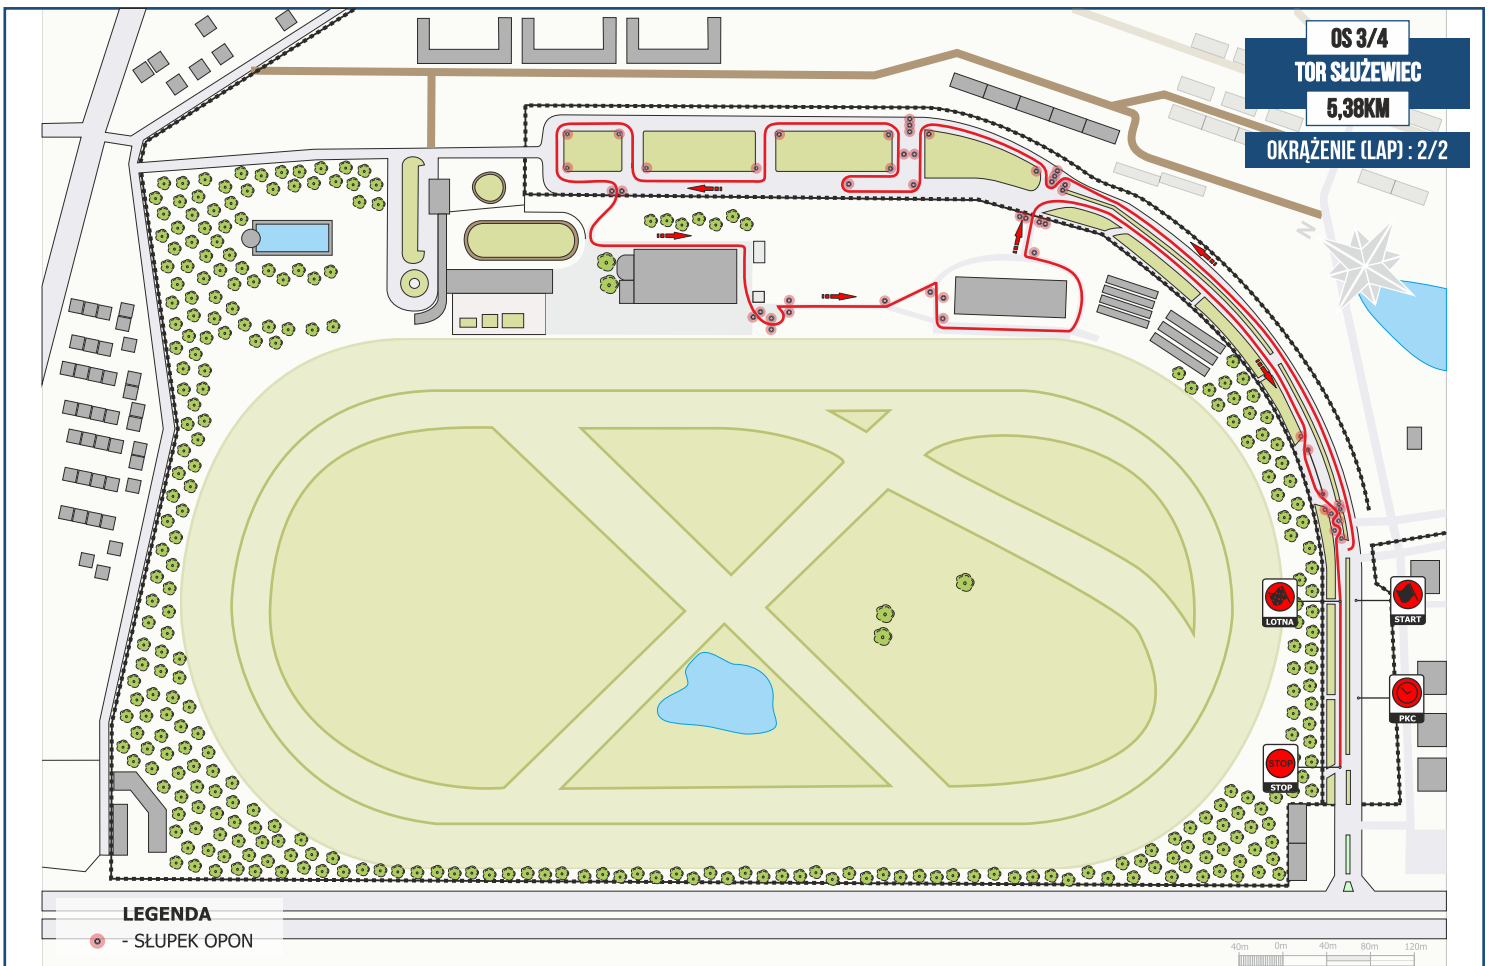 OS 3/4
TOR SŁUŻEWIEC
5,38KM
OKRĄŻENIE (LAP) : 2/2
N
LOTNA
START
PKC
STOP
STOP
LEGENDA
- SŁUPEK OPON
40m 0m 40m 80m 120m